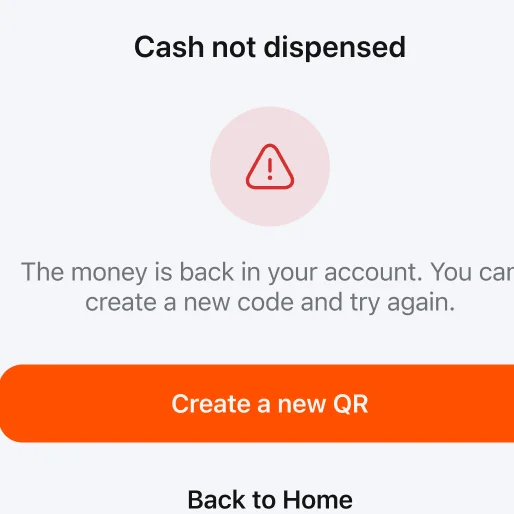 Cash not dispensed
The money is back in your account. You can
create a new code and try again.
Create a new QR
Back to Home